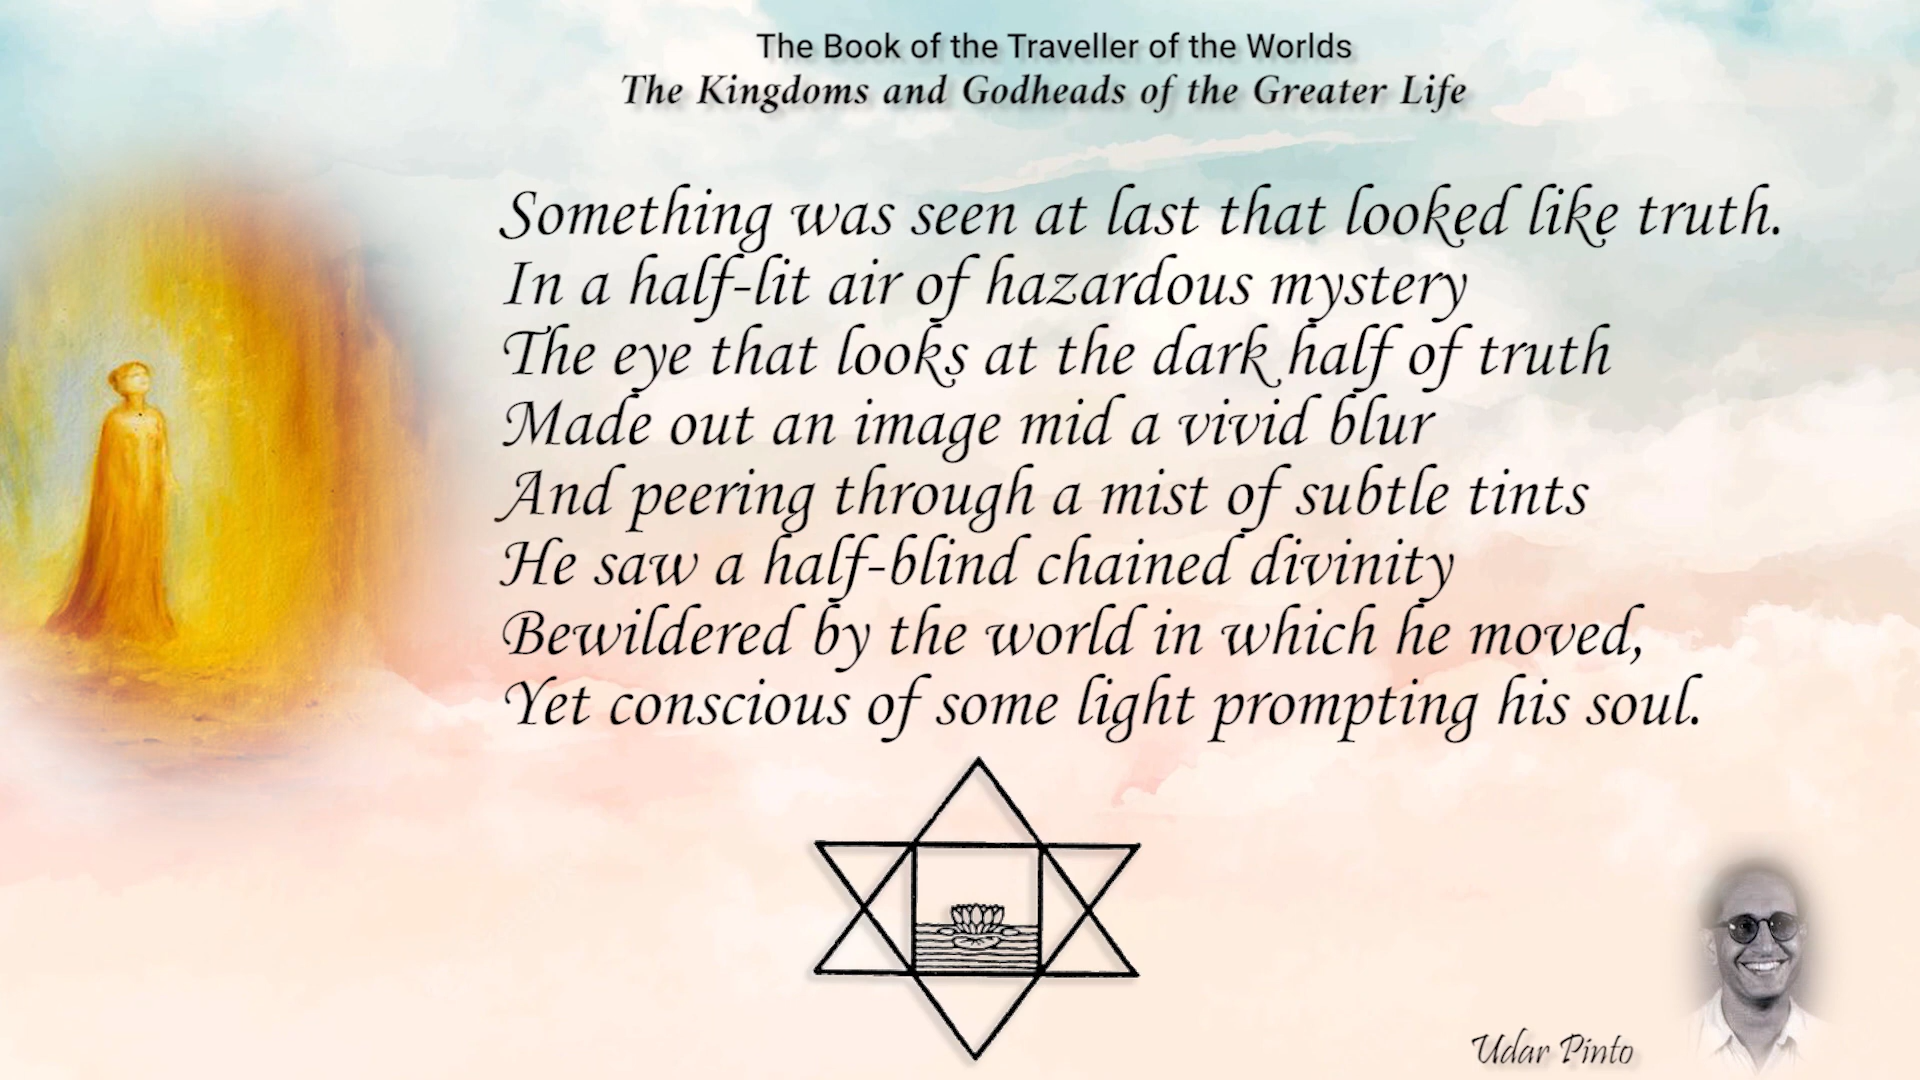 The Book of the Traveller of the Worlds
The Kingdoms and Godheads of the Greater Life
Something was seen at last that looked like truth.
In a half-lit air of hazardous mystery
The eye that looks at the dark half of truth
Made out an image mid a vivid blur
And peering through a mist of subtle tints
He saw a half-blind chained divinity
Bewildered by the world in which he moved,
Yet conscious of some light prompting his soul.
Udar Pinto